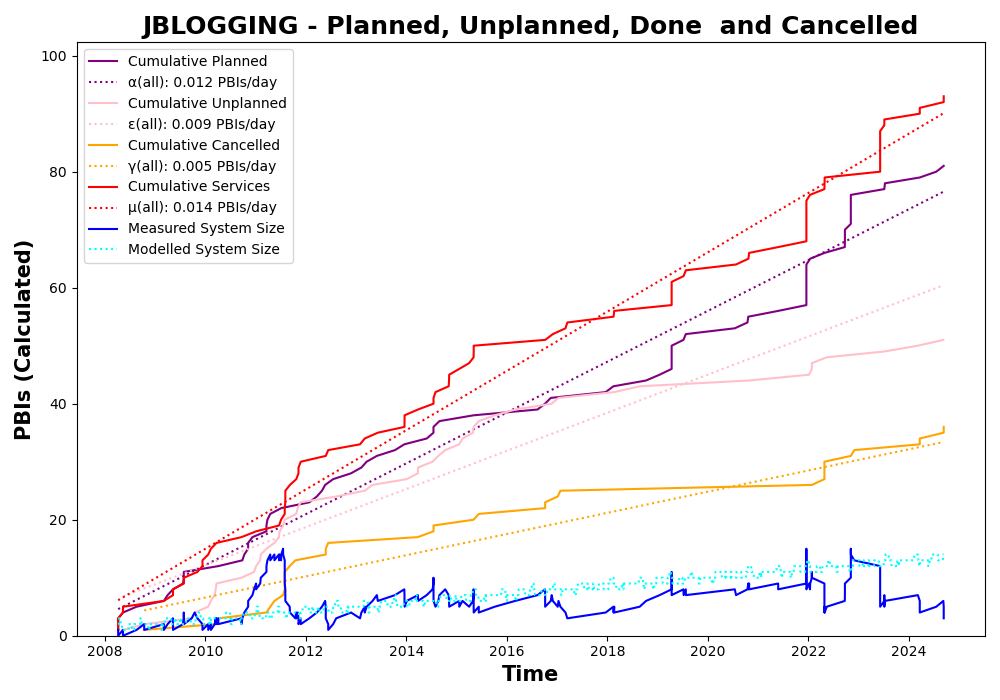 JBLOGGING - Planned, Unplanned, Done  and Cancelled
PBIs (Calculated)
100
80
60
40
20
0
Cumulative Planned
α(all): 0.012 PBIs/day
Cumulative Unplanned
ε(all): 0.009 PBIs/day
Cumulative Cancelled
γ(all): 0.005 PBIs/day
Cumulative Services
μ(all): 0.014 PBIs/day
Measured System Size
Modelled System Size
2008 2010 2012 2014 2016 2018 2020 2022 2024
Time